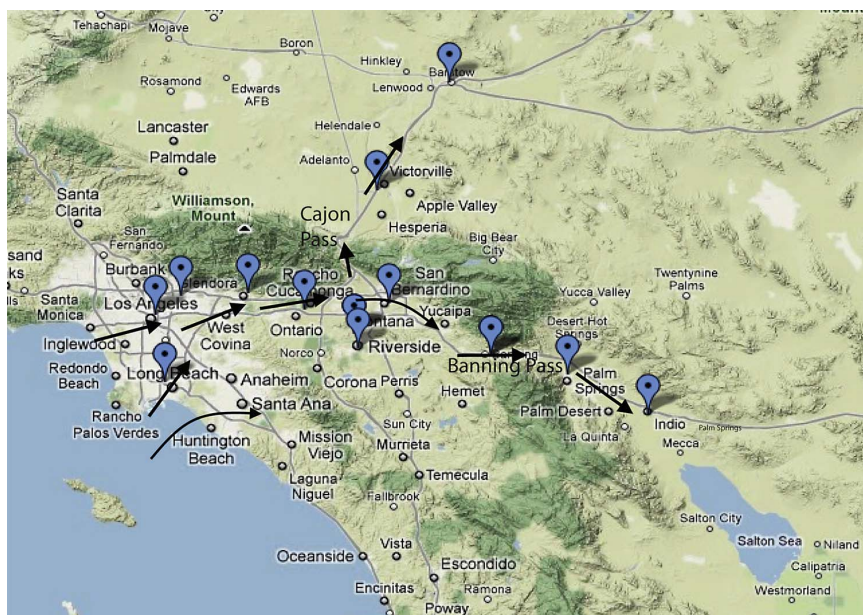 Tehachapi
Mojave
Boron
Hinkley
Barstow
Rosamond
Edwards
AFB
Lenwood
Lancaster
Helendale
Palmdale
Adelanto
Victorville
Santa
Clarita
Williamson,
Mount
Apple Valley
Cajon
Pass
Hesperia
San
Fernando
Big Bear
City
Burbank
Glendora
Rancho
Cucamonga
San
Bernardino
Twentynine
Palms
Santa
Monica
Los Angeles
Yucaipa
Yucca Valley
Inglewood
West
Covina
Ontario
Fontana
Desert Hot
Springs
Riverside
Banning
Banning Pass
Redondo
Beach
Long Beach
Norco
Palm
Springs
Anaheim
Corona
Perris
Hemet
Rancho
Palos Verdes
Santa Ana
Sun City
Palm Desert
Indio
Palm Springs
Huntington
Beach
Mission
Viejo
Murrieta
La Quinta
Mecca
Laguna
Niguel
Temecula
Fallbrook
Salton City
Salton Sea
Niland
Oceanside
Vista
Escondido
Calipatria
Encinitas
Ramona
Westmorland
Poway